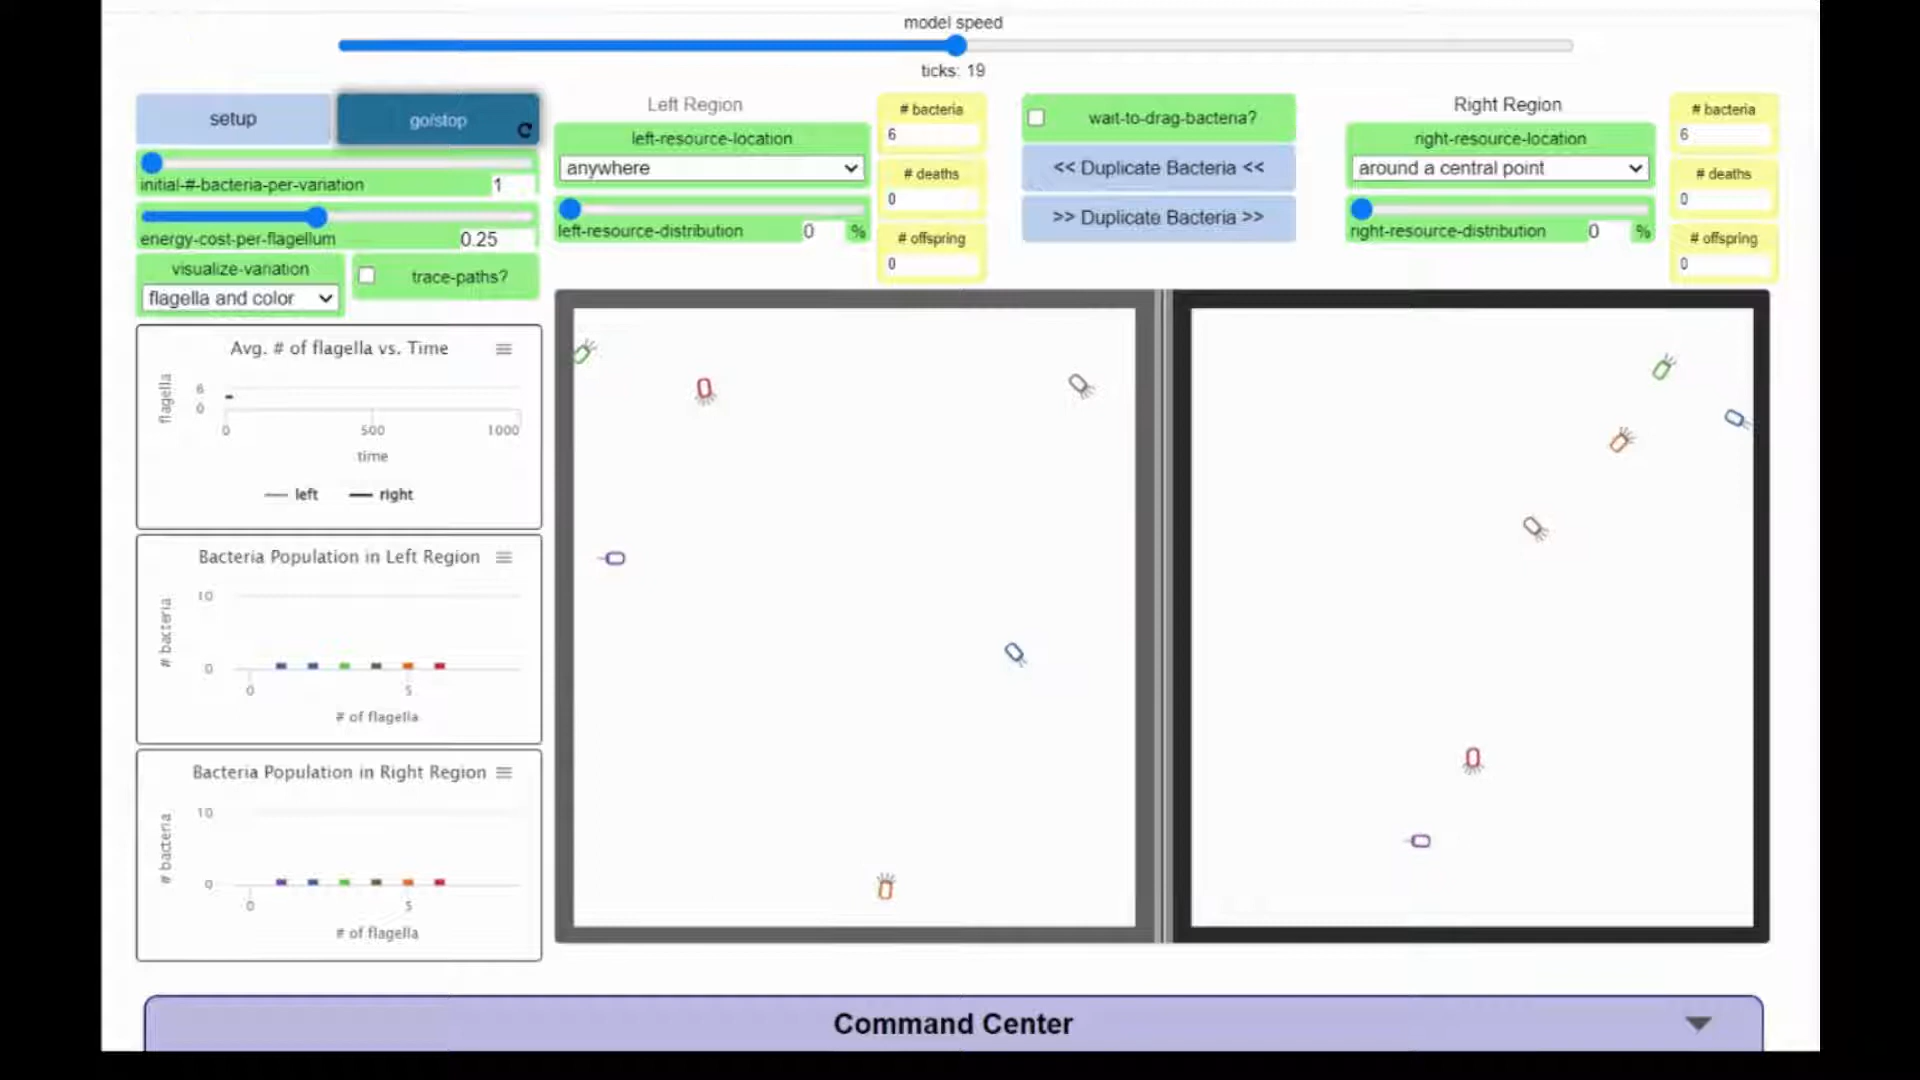 model speed
ticks: 19
setup
go/stop
initial-#-bacteria-per-variation
1
energy-cost-per-flagellum
0.25
visualize-variation
flagella and color
trace-paths?
Left Region
left-resource-location
anywhere
left-resource-distribution
0
%
# bacteria
6
# deaths
0
# offspring
0
wait-to-drag-bacteria?
<< Duplicate Bacteria <<
>> Duplicate Bacteria >>
Right Region
right-resource-location
around a central point
right-resource-distribution
0
%
# bacteria
6
# deaths
0
# offspring
0
Avg. # of flagella vs. Time
flagella
6
0
0
500
1000
time
left
right
Bacteria Population in Left Region
# bacteria
10
0
0
5
# of flagella
Bacteria Population in Right Region
# bacteria
10
0
0
5
# of flagella
Command Center